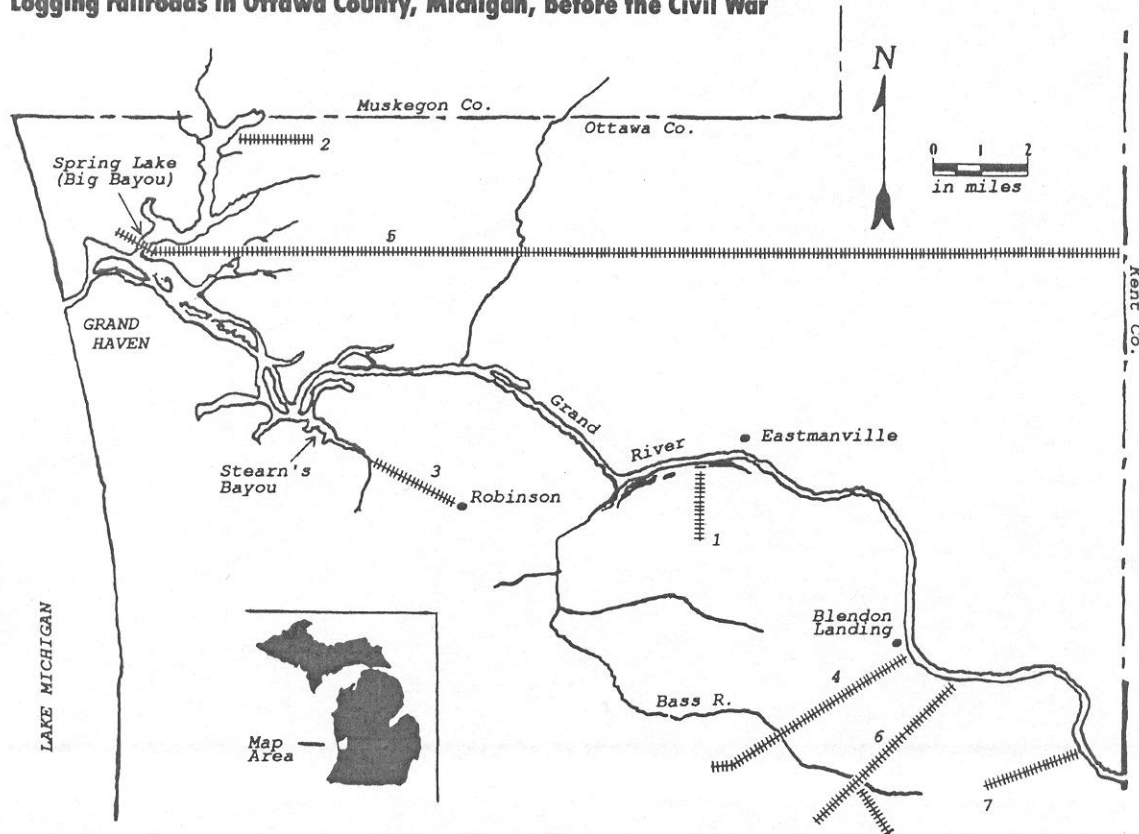 Logging railroads in Ottawa County, Michigan, before the Civil War
Muskegon Co.
Ottawa Co.
N
2
Spring Lake
(Big Bayou)
0 1 2
in miles
5
Kent Co.
GRAND
HAVEN
Grand
River
Eastmanville
Stearn's
Bayou
3
Robinson
1
Blendon
Landing
4
LAKE MICHIGAN
Bass R.
6
Map
Area
7